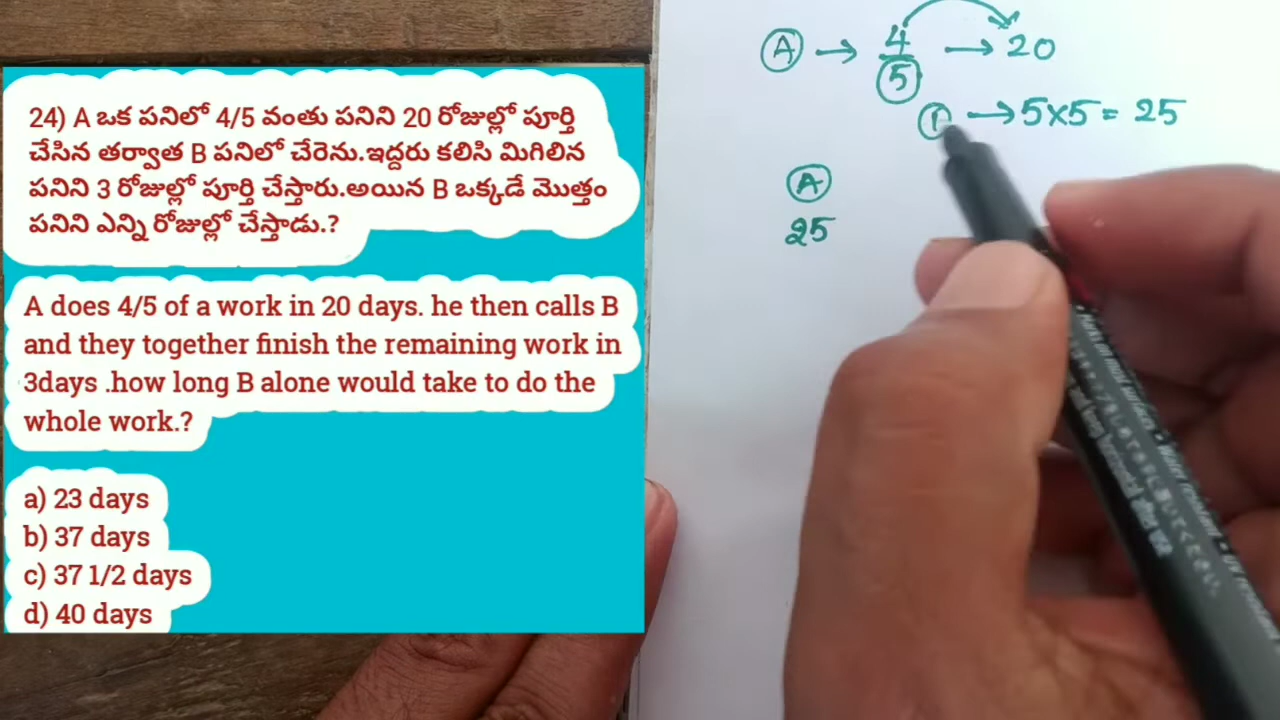 24) A ఒక పనిలో 4/5 వంతు పనిని 20 రోజుల్లో పూర్తి
చేసిన తర్వాత B పనిలో చేరెను.ఇద్దరు కలిసి మిగిలిన
పనిని 3 రోజుల్లో పూర్తి చేస్తారు.అయిన B ఒక్కడే మొత్తం
పనిని ఎన్ని రోజుల్లో చేస్తాడు.?
A does 4/5 of a work in 20 days. he then calls B
and they together finish the remaining work in
3days .how long B alone would take to do the
whole work.?
a) 23 days
b) 37 days
c) 37 1/2 days
d) 40 days
A → 4/5 → 20
1 → 5×5 = 25
A
25